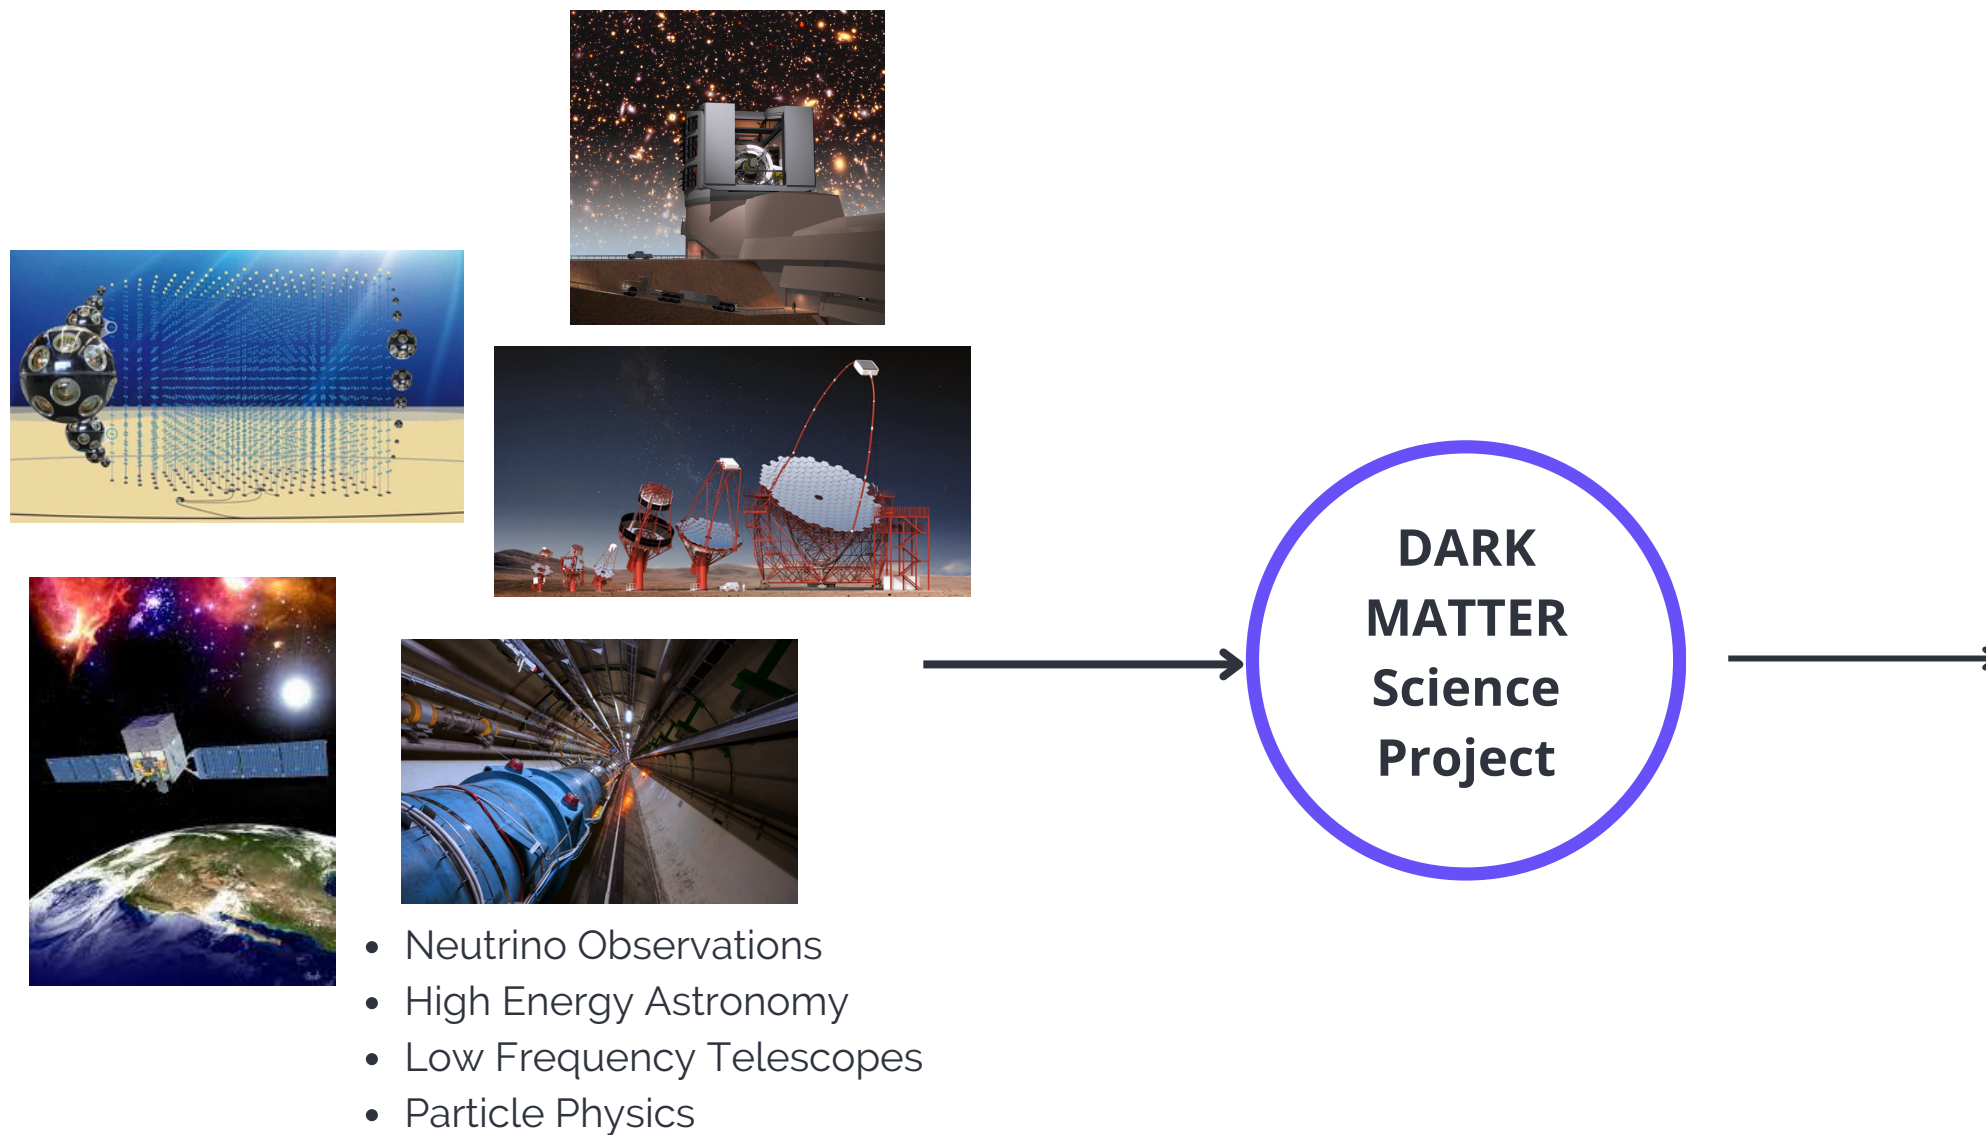 DARK
MATTER
Science
Project
• Neutrino Observations
• High Energy Astronomy
• Low Frequency Telescopes
• Particle Physics